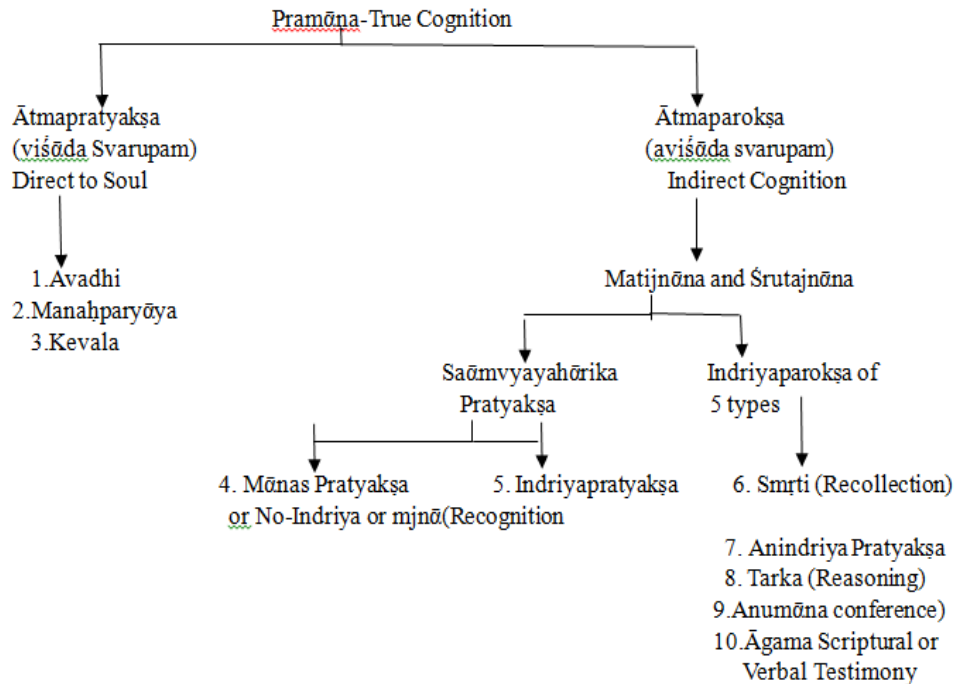 Pramāna-True Cognition
Ātmapratyakṣa
(viśāda Svarupam)
Direct to Soul
Ātmaparokṣa
(aviśāda svarupam)
Indirect Cognition
1.Avadhi
2.Manaḥparyāya
3.Kevala
Matijnāna and Śrutajnāna
Saāmvyayahārika
Pratyakṣa
Indriyaparokṣa of
5 types
4. Mānas Pratyakṣa
or No-Indriya or mjnā(Recognition
5. Indriyapratyakṣa
6. Smṛti (Recollection)
7. Anindriya Pratyakṣa
8. Tarka (Reasoning)
9.Anumāna conference)
10.Āgama Scriptural or
Verbal Testimony